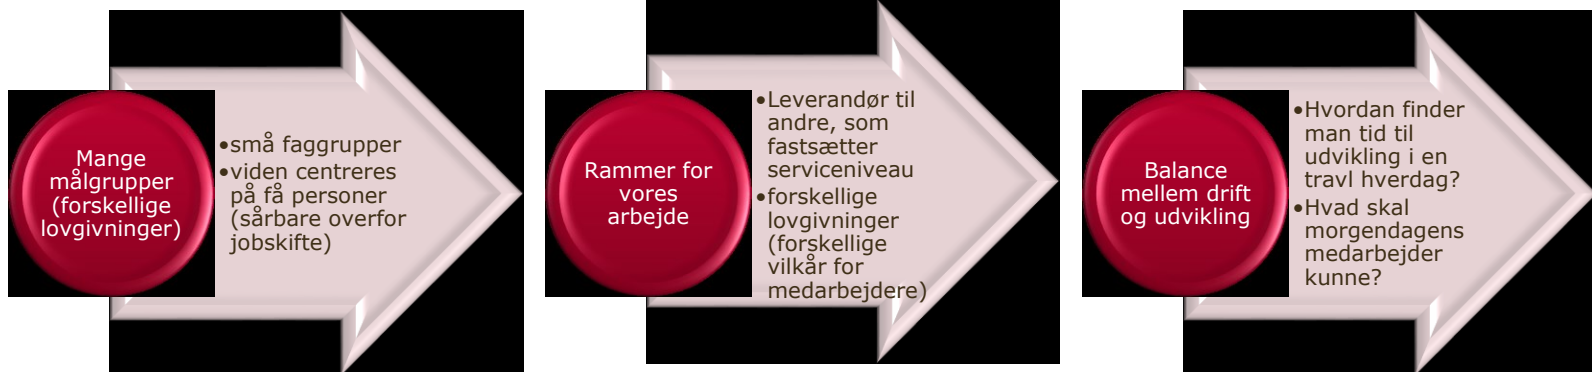 Mange
målgrupper
(forskellige
lovgivninger)
•små faggrupper
•viden centreres
på få personer
(sårbare overfor
jobskifte)
Rammer for
vores
arbejde
•Leverandør til
andre, som
fastsætter
serviceniveau
•forskellige
lovgivninger
(forskellige
vilkår for
medarbejdere)
Balance
mellem drift
og udvikling
•Hvordan finder
man tid til
udvikling i en
travl hverdag?
•Hvad skal
morgendagens
medarbejder
kunne?